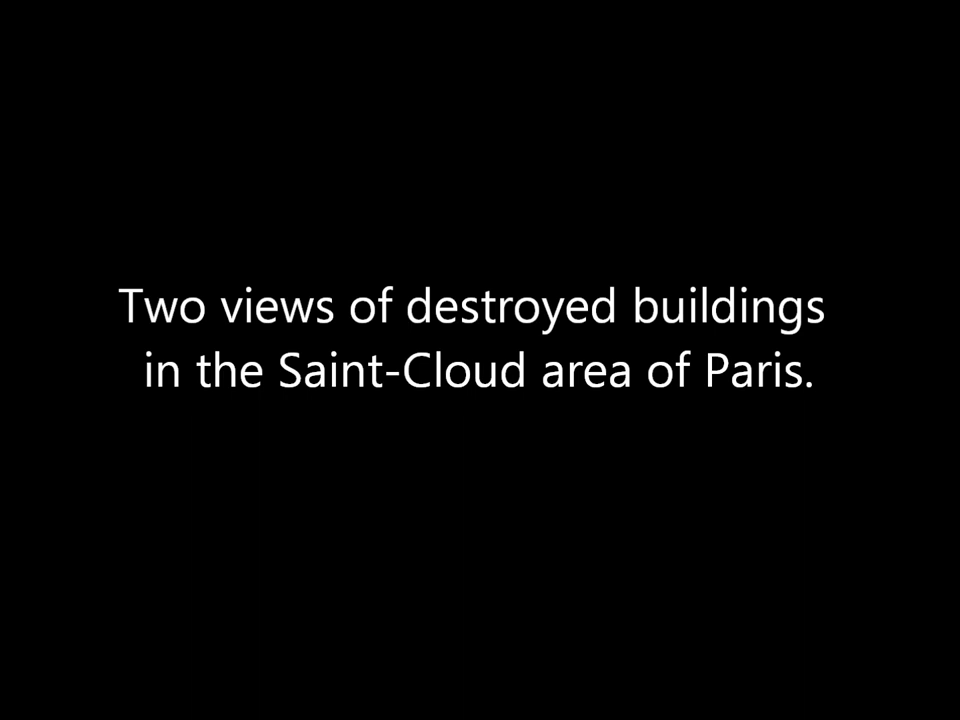 Two views of destroyed buildings
in the Saint-Cloud area of Paris.